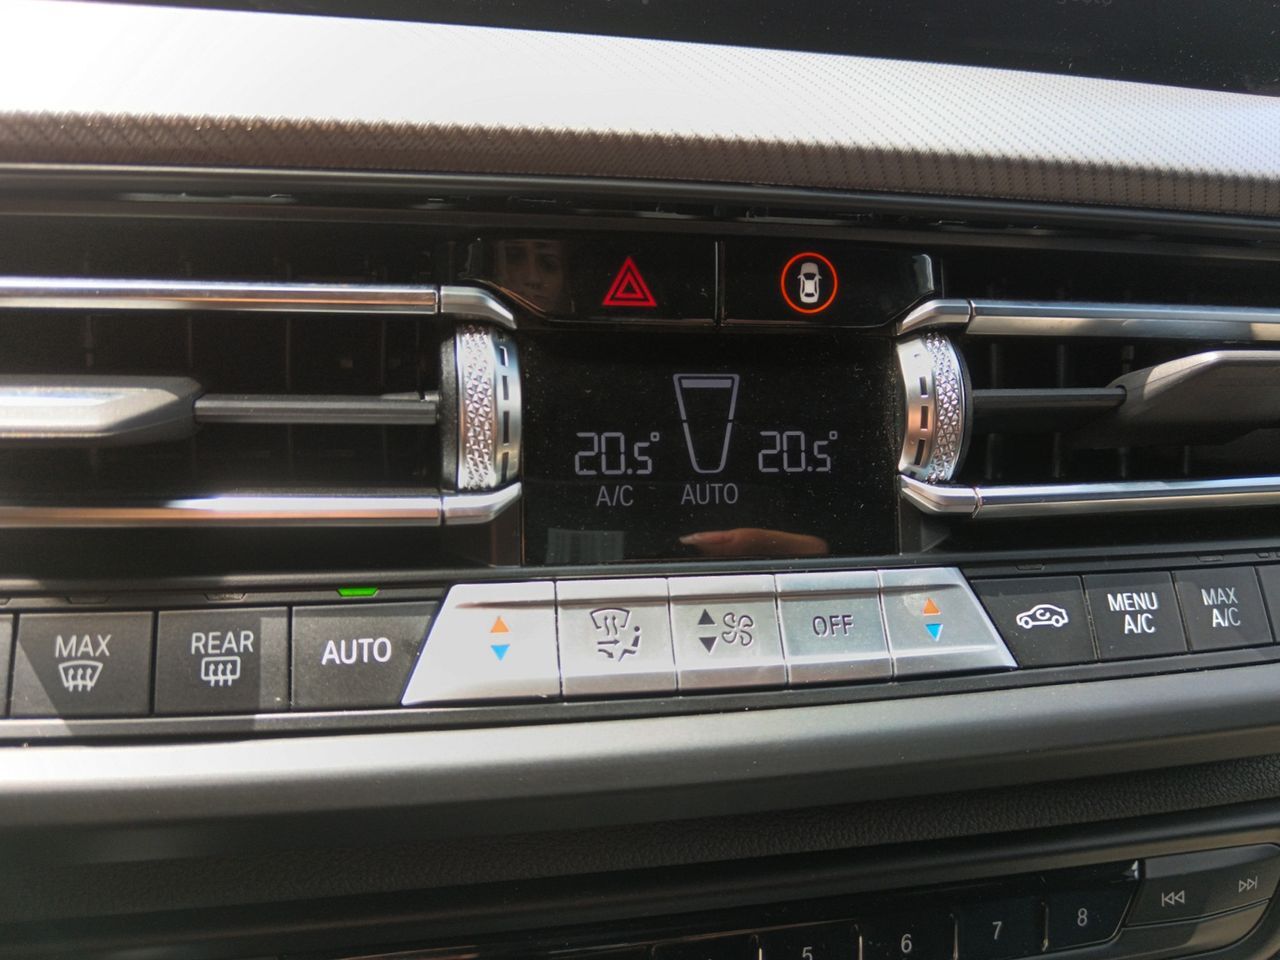 20.5° 20.5°
A/C AUTO
MAX
REAR
AUTO
OFF
MENU
A/C
MAX
A/C
5 6 7 8